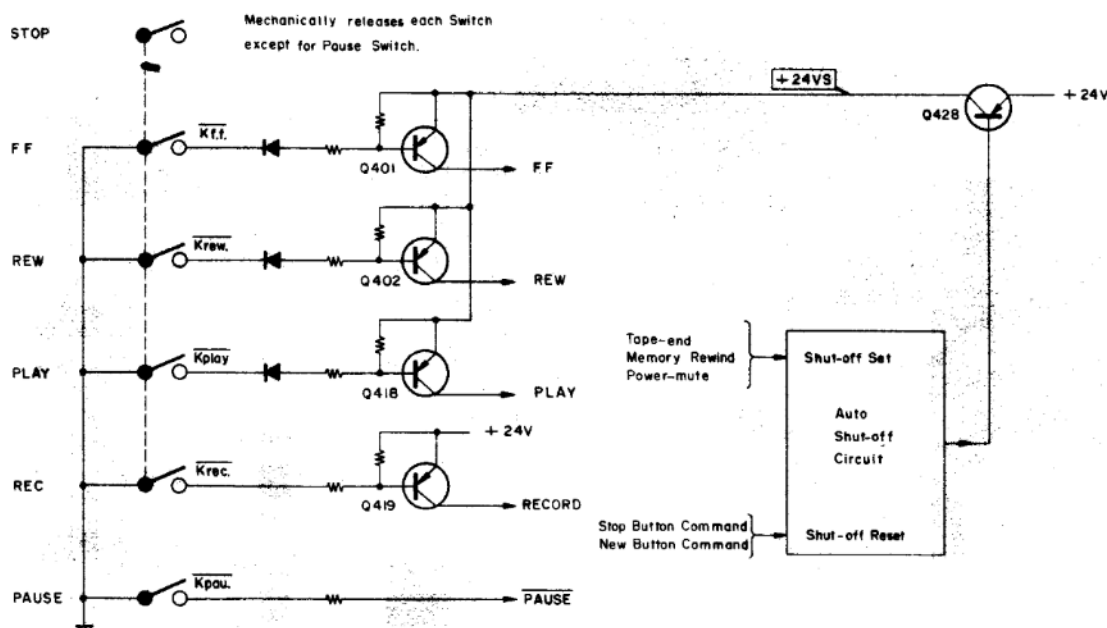 STOP
Mechanically releases each Switch
except for Pause Switch.
+24VS
+24V
Q428
FF
Kf.f.
Q401
FF
REW
Krew.
Q402
REW
PLAY
Kplay
Q418
PLAY
+24V
REC
Krec.
Q419
RECORD
PAUSE
Kpau.
PAUSE
Tape-end
Memory Rewind
Power-mute
Shut-off Set
Auto
Shut-off
Circuit
Stop Button Command
New Button Command
Shut-off Reset